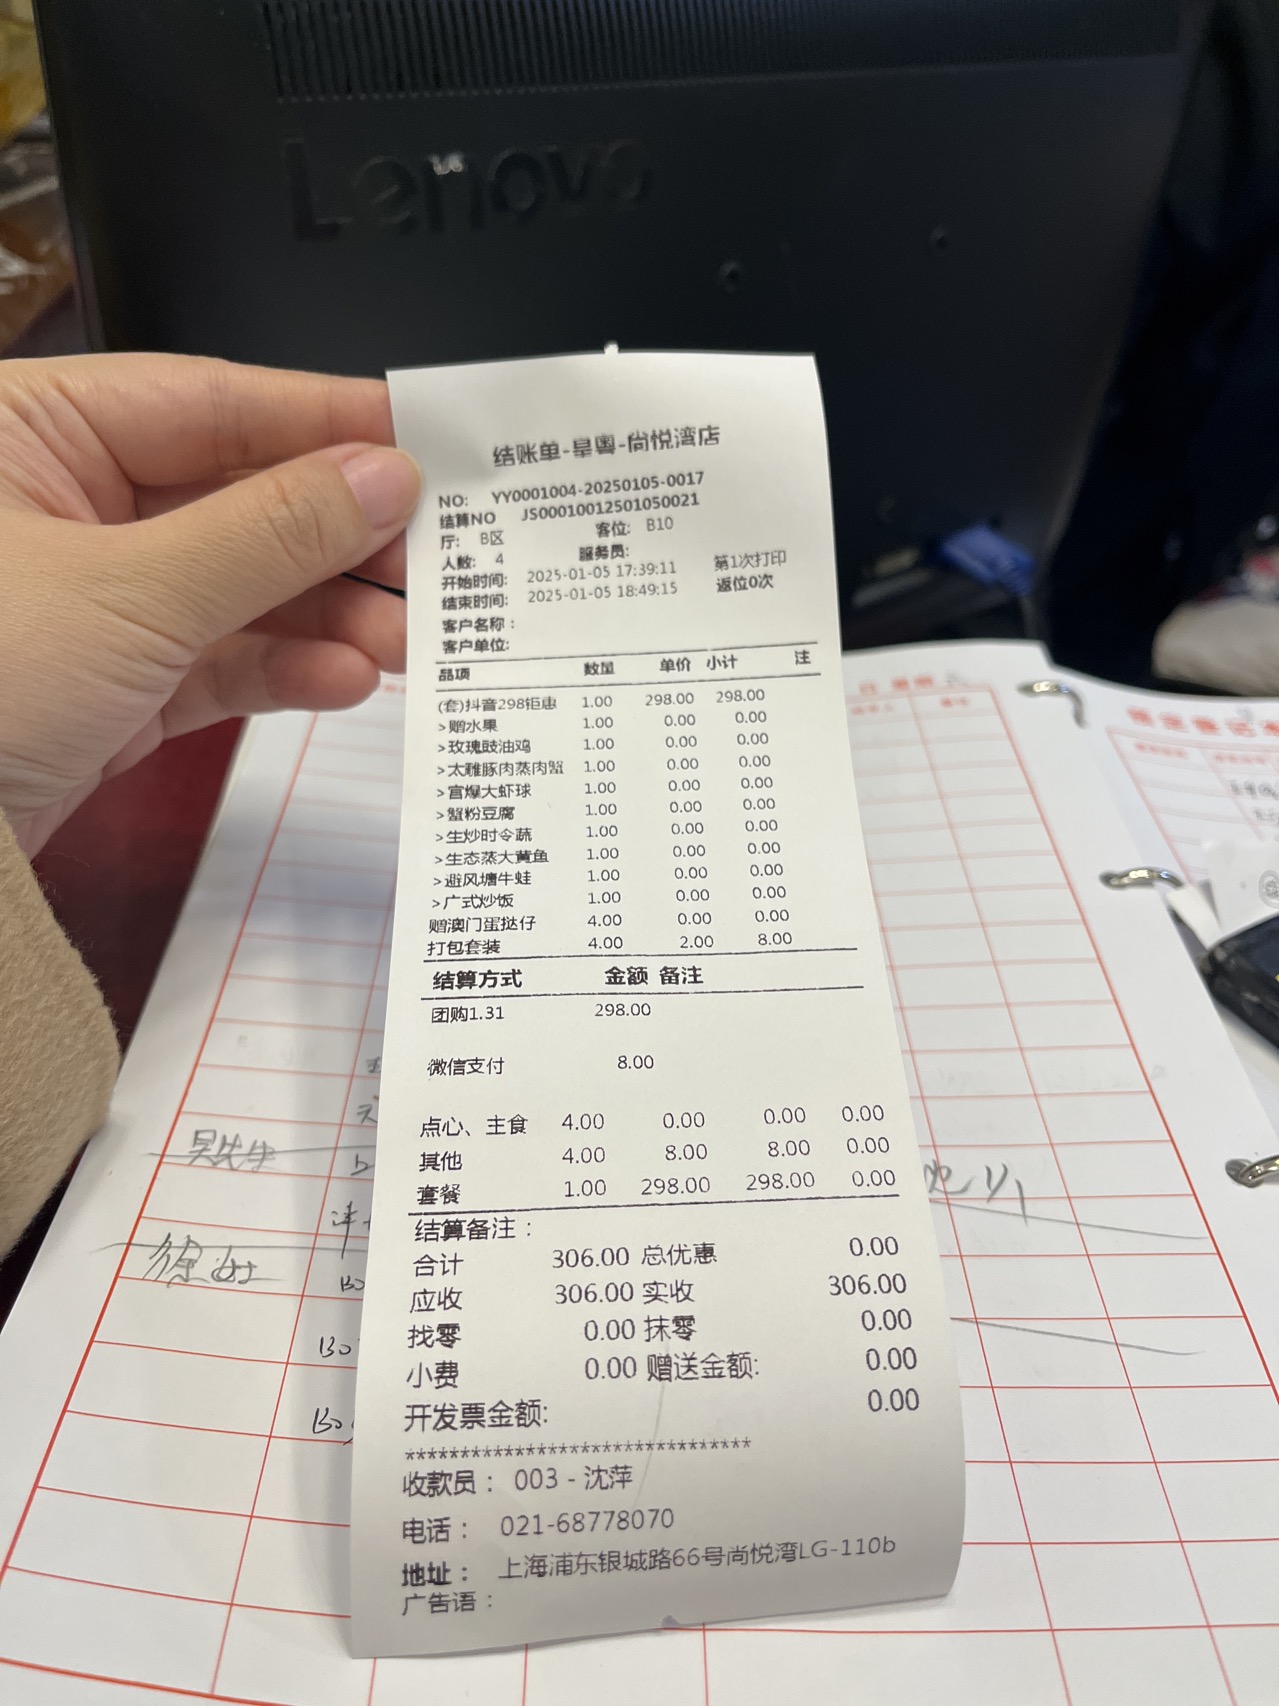 Lenovo
结账单-皇粤-尚悦湾店
NO: YY0001004-20250105-0017
结算NO JS00010012501050021
厅: B区 客位: B10
人数: 4 服务员:
开始时间: 2025-01-05 17:39:11 第1次打印
结束时间: 2025-01-05 18:49:15 返位0次
客户名称：
客户单位:
品项 数量 单价 小计 注
(套)抖音298钜惠 1.00 298.00 298.00
>赠水果 1.00 0.00 0.00
>玫瑰豉油鸡 1.00 0.00 0.00
>太雕豚肉蒸肉蟹 1.00 0.00 0.00
>宫爆大虾球 1.00 0.00 0.00
>蟹粉豆腐 1.00 0.00 0.00
>生炒时令蔬 1.00 0.00 0.00
>生态蒸大黄鱼 1.00 0.00 0.00
>避风塘牛蛙 1.00 0.00 0.00
>广式炒饭 1.00 0.00 0.00
赠澳门蛋挞仔 4.00 0.00 0.00
打包套装 4.00 2.00 8.00
结算方式 金额 备注
团购1.31 298.00
微信支付 8.00
点心、主食 4.00 0.00 0.00 0.00
其他 4.00 8.00 8.00 0.00
套餐 1.00 298.00 298.00 0.00
结算备注：
合计 306.00 总优惠 0.00
应收 306.00 实收 306.00
找零 0.00 抹零 0.00
小费 0.00 赠送金额: 0.00
开发票金额: 0.00
*******************************
收款员： 003 - 沈萍
电话： 021-68778070
地址： 上海浦东银城路66号尚悦湾LG-110b
广告语：
吴先生